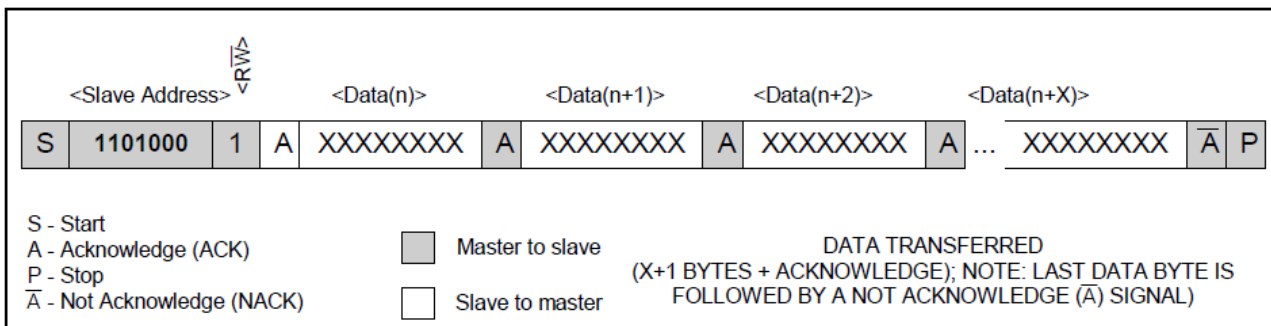 <RW̅>
<Slave Address> <Data(n)> <Data(n+1)> <Data(n+2)> <Data(n+X)>
S 1101000 1 A XXXXXXXX A XXXXXXXX A XXXXXXXX A ... XXXXXXXX A̅ P
S - Start
A - Acknowledge (ACK)
P - Stop
A̅ - Not Acknowledge (NACK)
Master to slave
Slave to master
DATA TRANSFERRED
(X+1 BYTES + ACKNOWLEDGE); NOTE: LAST DATA BYTE IS
FOLLOWED BY A NOT ACKNOWLEDGE (A̅) SIGNAL)